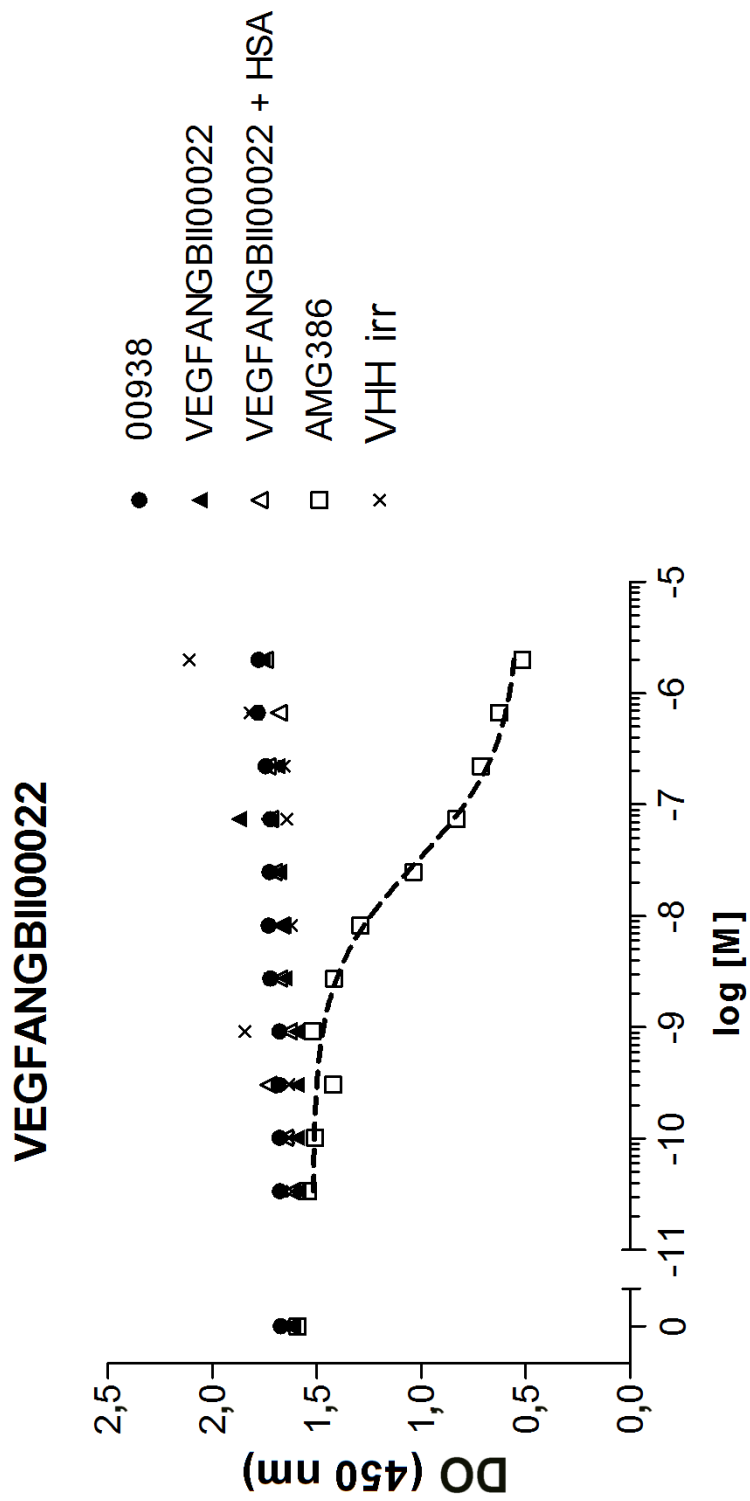 VEGFANGBII00022
DO (450 nm)
2,5
2,0
1,5
1,0
0,5
0,0
0
-11
-10
-9
-8
-7
-6
-5
log [M]
00938
VEGFANGBII00022
VEGFANGBII00022 + HSA
AMG386
VHH irr